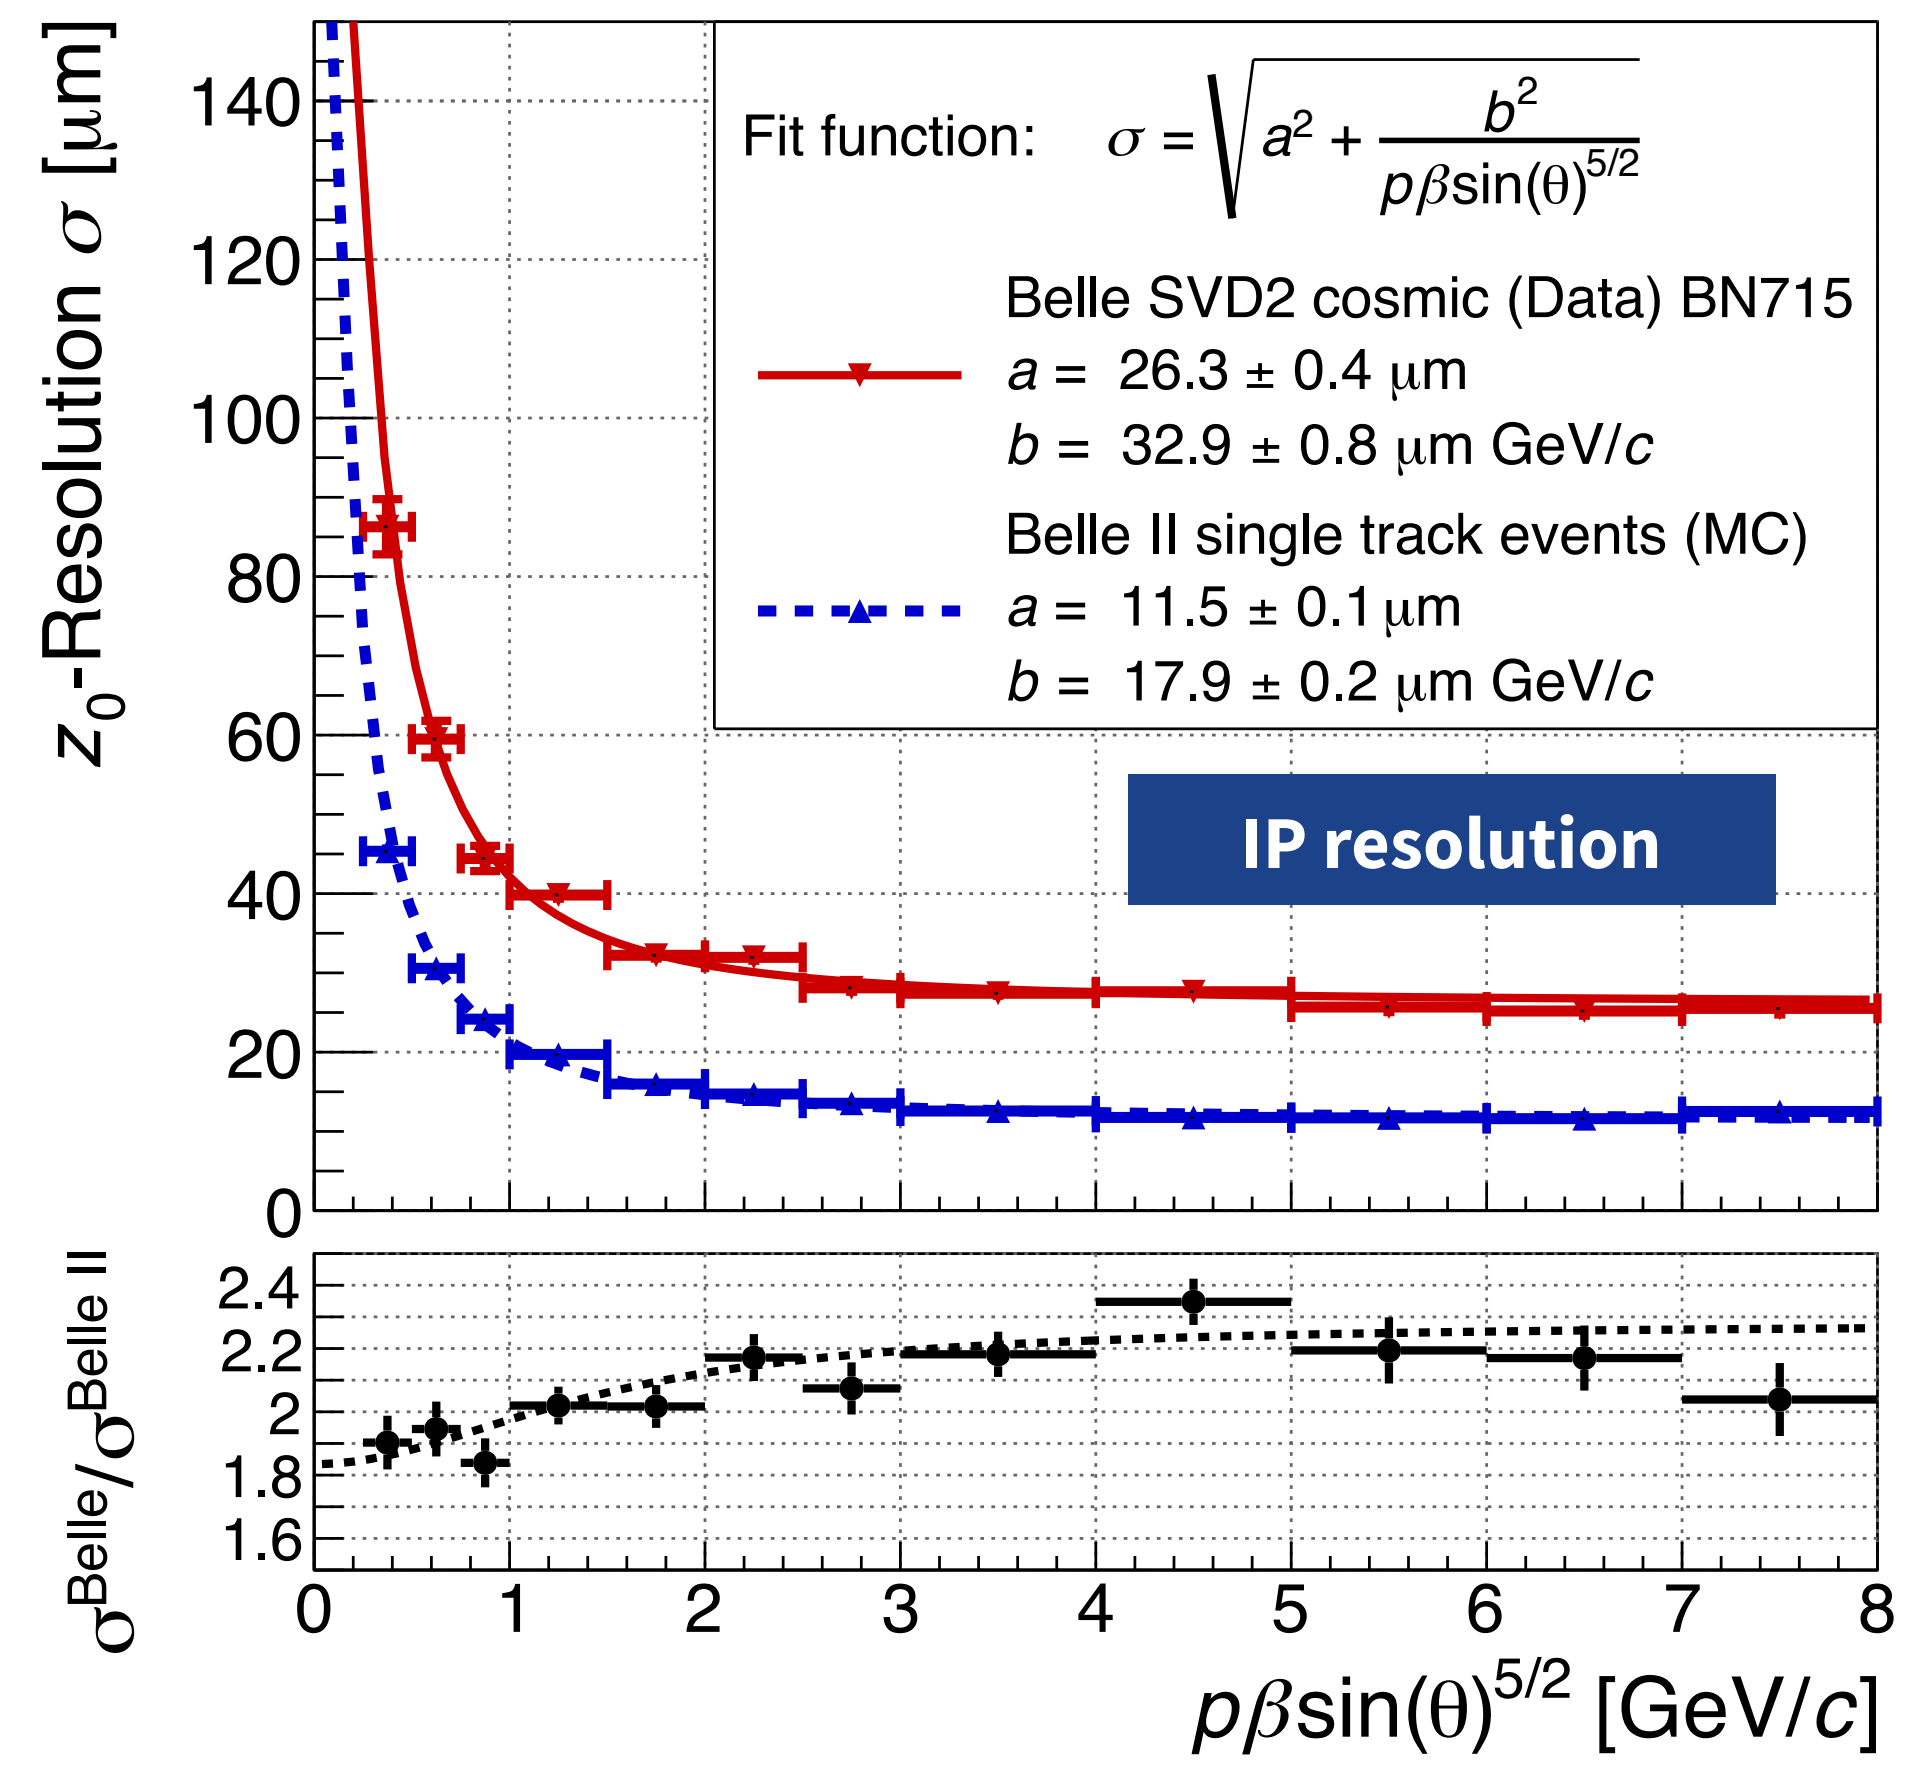 z0-Resolution σ [μm]
140
120
100
80
60
40
20
0
Fit function: σ = √(a² + b²/(pβsin(θ)^5/2))
Belle SVD2 cosmic (Data) BN715
a = 26.3 ± 0.4 μm
b = 32.9 ± 0.8 μm GeV/c
Belle II single track events (MC)
a = 11.5 ± 0.1 μm
b = 17.9 ± 0.2 μm GeV/c
IP resolution
σ^Belle/σ^Belle II
2.4
2.2
2
1.8
1.6
0 1 2 3 4 5 6 7 8
pβsin(θ)^5/2 [GeV/c]